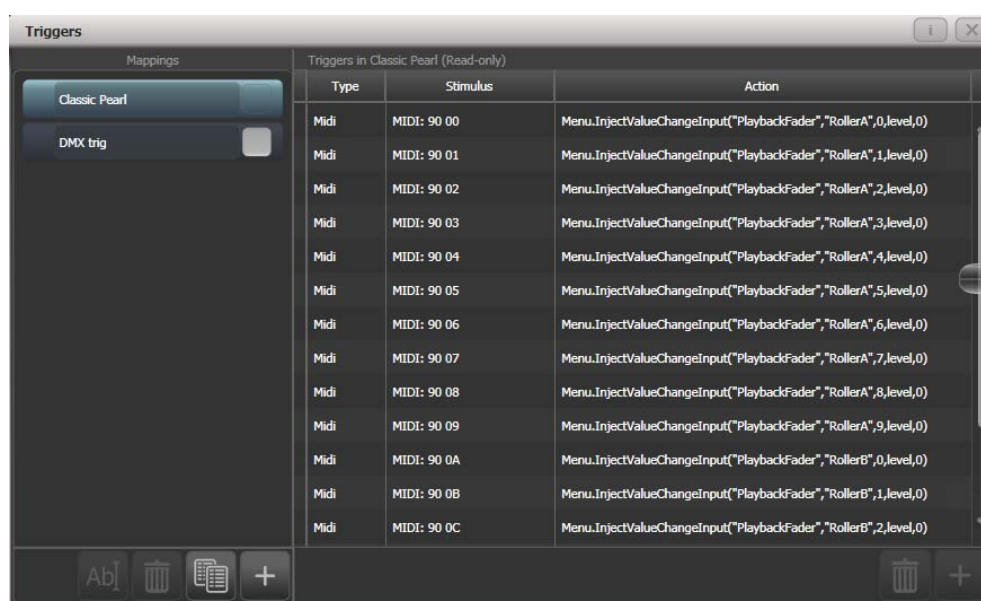 Triggers
Mappings
Triggers in Classic Pearl (Read-only)
Classic Pearl
DMX trig
Type Stimulus Action
Midi MIDI: 90 00 Menu.InjectValueChangeInput("PlaybackFader","RollerA",0,level,0)
Midi MIDI: 90 01 Menu.InjectValueChangeInput("PlaybackFader","RollerA",1,level,0)
Midi MIDI: 90 02 Menu.InjectValueChangeInput("PlaybackFader","RollerA",2,level,0)
Midi MIDI: 90 03 Menu.InjectValueChangeInput("PlaybackFader","RollerA",3,level,0)
Midi MIDI: 90 04 Menu.InjectValueChangeInput("PlaybackFader","RollerA",4,level,0)
Midi MIDI: 90 05 Menu.InjectValueChangeInput("PlaybackFader","RollerA",5,level,0)
Midi MIDI: 90 06 Menu.InjectValueChangeInput("PlaybackFader","RollerA",6,level,0)
Midi MIDI: 90 07 Menu.InjectValueChangeInput("PlaybackFader","RollerA",7,level,0)
Midi MIDI: 90 08 Menu.InjectValueChangeInput("PlaybackFader","RollerA",8,level,0)
Midi MIDI: 90 09 Menu.InjectValueChangeInput("PlaybackFader","RollerA",9,level,0)
Midi MIDI: 90 0A Menu.InjectValueChangeInput("PlaybackFader","RollerB",0,level,0)
Midi MIDI: 90 0B Menu.InjectValueChangeInput("PlaybackFader","RollerB",1,level,0)
Midi MIDI: 90 0C Menu.InjectValueChangeInput("PlaybackFader","RollerB",2,level,0)
Ab